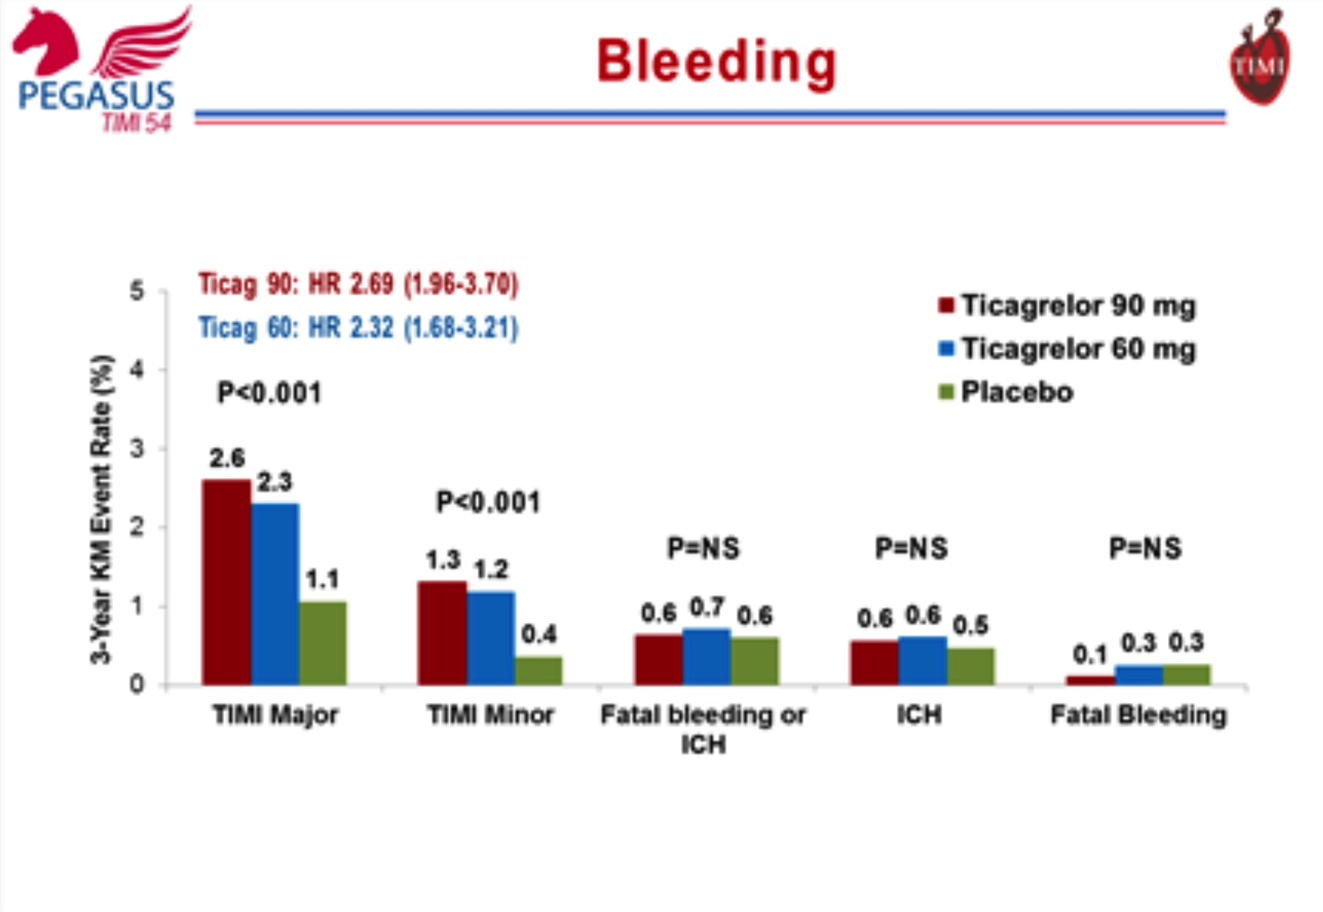 PEGASUS
TIMI 54
Bleeding
TIMI
Ticag 90: HR 2.69 (1.96-3.70)
Ticag 60: HR 2.32 (1.68-3.21)
Ticagrelor 90 mg
Ticagrelor 60 mg
Placebo
3-Year KM Event Rate (%)
5
4
3
2
1
0
P<0.001
2.6
2.3
1.1
P<0.001
1.3
1.2
0.4
P=NS
0.6
0.7
0.6
P=NS
0.6
0.6
0.5
P=NS
0.1
0.3
0.3
TIMI Major
TIMI Minor
Fatal bleeding or
ICH
ICH
Fatal Bleeding